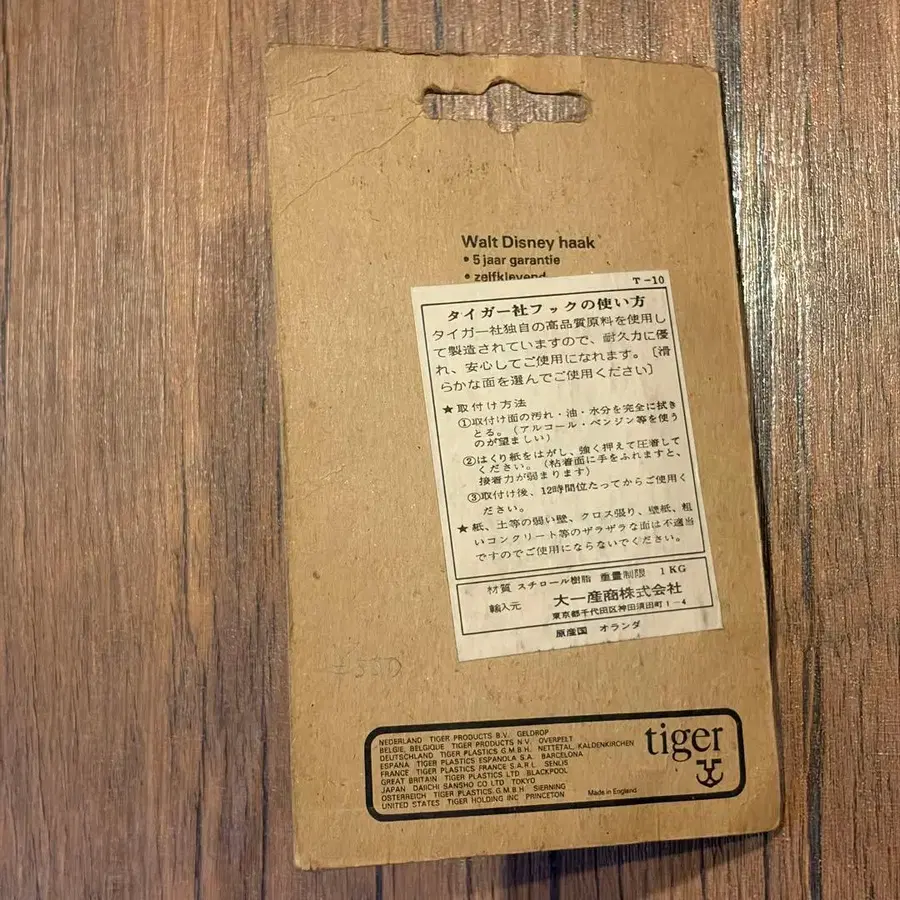 Walt Disney haak
• 5 jaar garantie
• zelfklevend
T-10
タイガー社フックの使い方
タイガー社独自の高品質原料を使用し
て製造されていますので、耐久力に優
れ、安心してご使用になれます。〔滑
らかな面を選んでご使用ください〕
★取付け方法
①取付け面の汚れ・油・水分を完全に拭き
とる。(アルコール・ベンジン等を使う
のが望ましい)
②はくり紙をはがし、強く押えて圧着して
ください。(粘着面に手をふれますと、
接着力が弱まります)
③取付け後、12時間位たってからご使用く
ださい。
★紙、土等の弱い壁、クロス張り、壁紙、粗
いコンクリート等のザラザラな面は不適当
ですのでご使用にならないでください。
材質 スチロール樹脂 重量制限 1KG
輸入元 大一産商株式会社
東京都千代田区神田須田町1-4
原産国 オランダ
NEDERLAND TIGER PRODUCTS B.V. GELDROP
BELGIE, BELGIQUE TIGER PRODUCTS N.V. OVERPELT
DEUTSCHLAND TIGER PLASTICS G.M.B.H. NETTETAL, KALDENKIRCHEN
ESPANA TIGER PLASTICS ESPANOLA S.A. BARCELONA
FRANCE TIGER PLASTICS FRANCE S.A.R.L. SENLIS
GREAT BRITAIN TIGER PLASTICS LTD BLACKPOOL
JAPAN DAIICHI SANSHO CO LTD TOKYO
OSTERREICH TIGER PLASTICS G.M.B.H. SIERNING
UNITED STATES TIGER HOLDING INC PRINCETON
Made in England
tiger